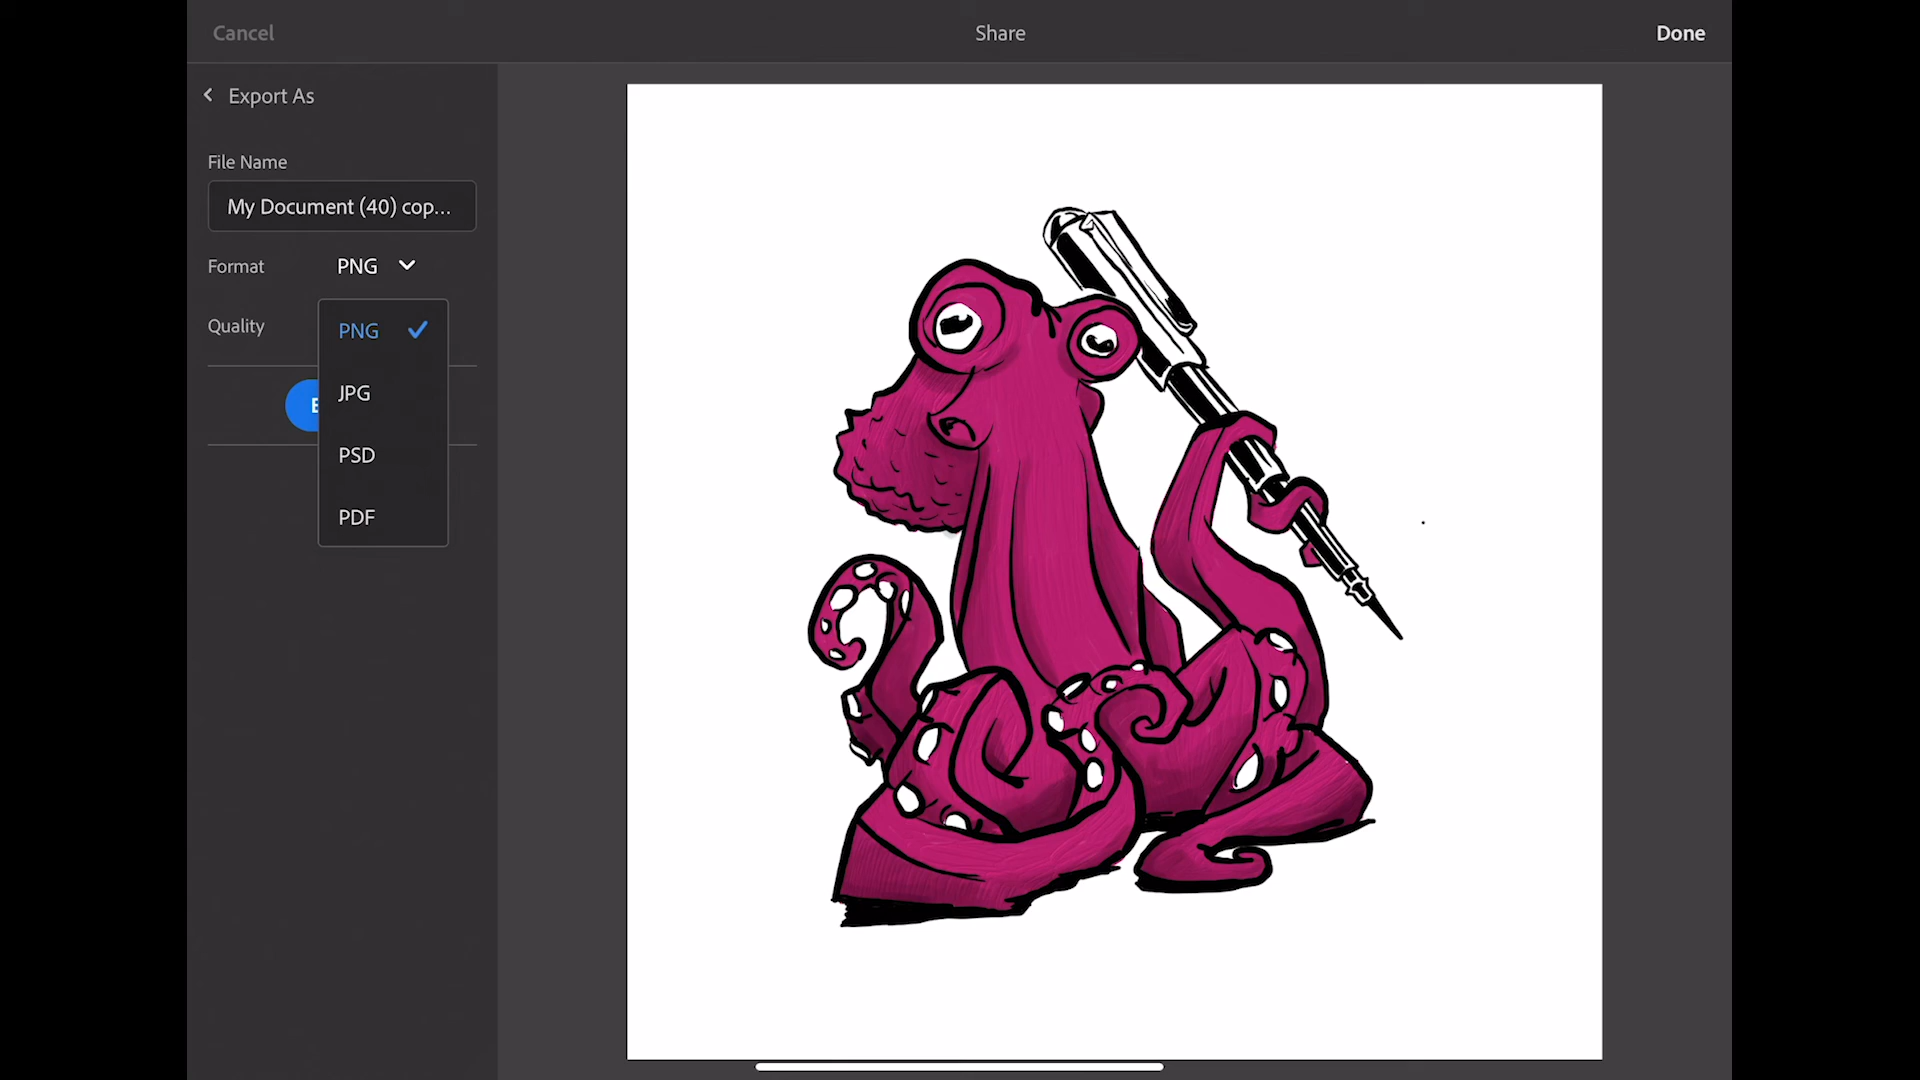 Cancel
Share
Done
Export As
File Name
My Document (40) cop...
Format
PNG
Quality
PNG
JPG
PSD
PDF